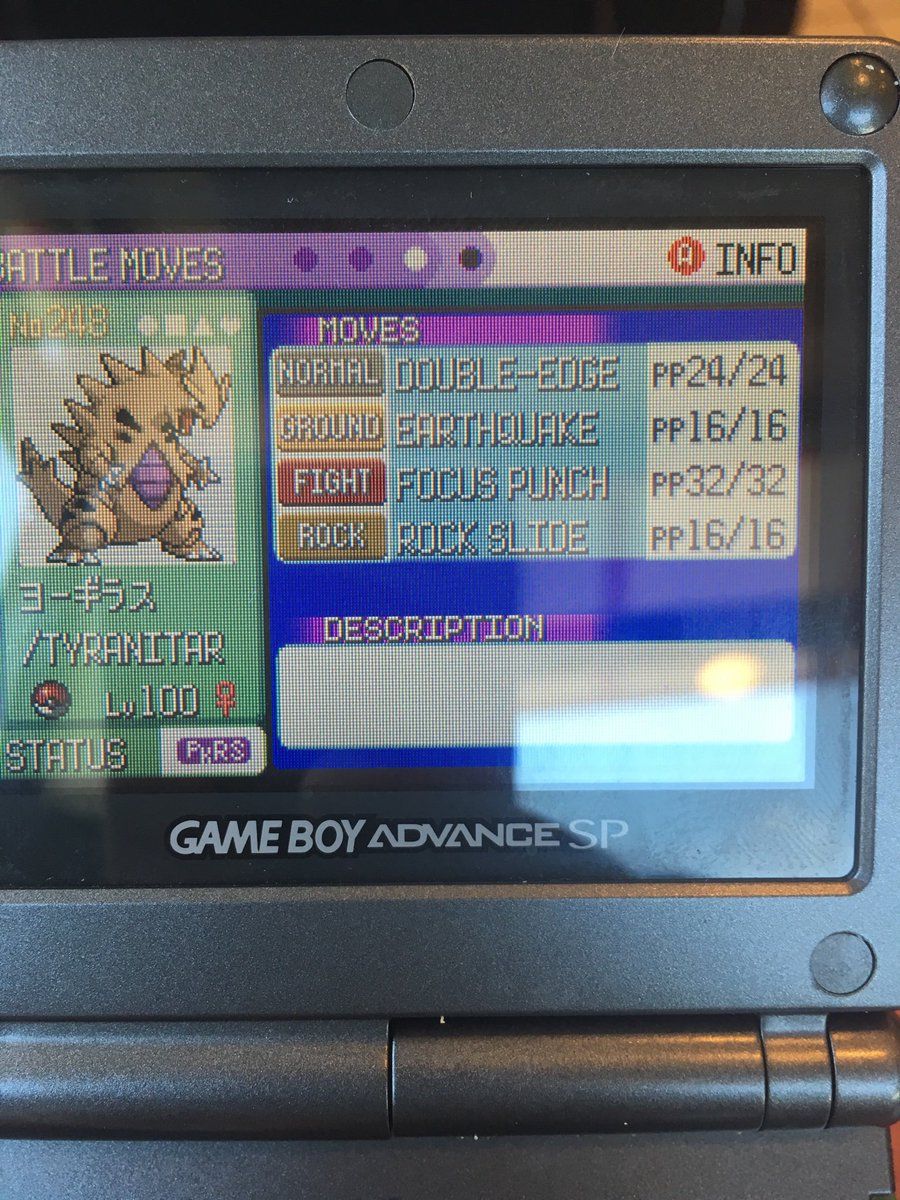 BATTLE MOVES
A INFO
No248
MOVES
NORMAL DOUBLE-EDGE PP24/24
GROUND EARTHQUAKE PP16/16
FIGHT FOCUS PUNCH PP32/32
ROCK ROCK SLIDE PP16/16
ヨーギラス
/TYRANITAR
Lv100 ♀
STATUS PKRS
DESCRIPTION
GAME BOY ADVANCE SP